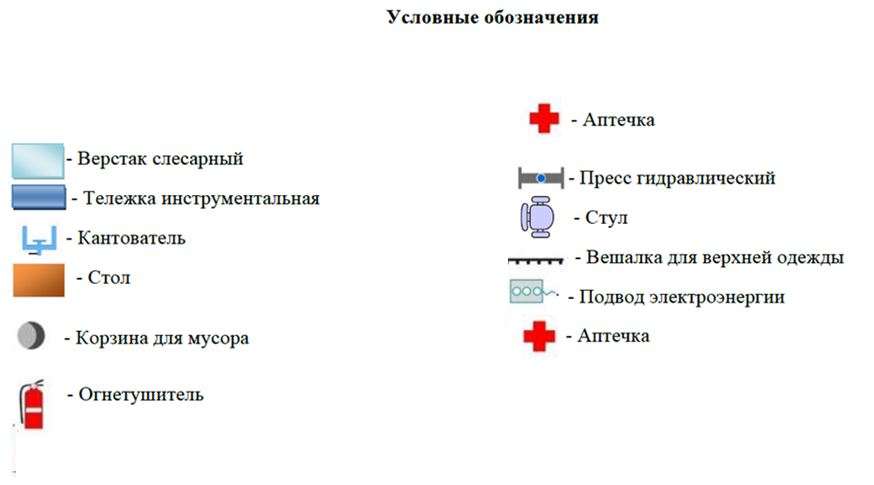 Условные обозначения
- Верстак слесарный
- Тележка инструментальная
- Кантователь
- Стол
- Корзина для мусора
- Огнетушитель
- Аптечка
- Пресс гидравлический
- Стул
- Вешалка для верхней одежды
- Подвод электроэнергии
- Аптечка